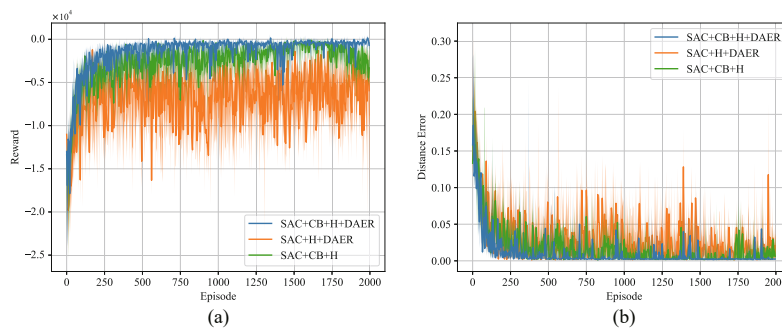 ×10⁴
0.0
−0.5
−1.0
−1.5
−2.0
−2.5
Reward
0 250 500 750 1000 1250 1500 1750 2000
Episode
SAC+CB+H+DAER
SAC+H+DAER
SAC+CB+H
(a)
0.30
0.25
0.20
0.15
0.10
0.05
0.00
Distance Error
0 250 500 750 1000 1250 1500 1750 2000
Episode
SAC+CB+H+DAER
SAC+H+DAER
SAC+CB+H
(b)